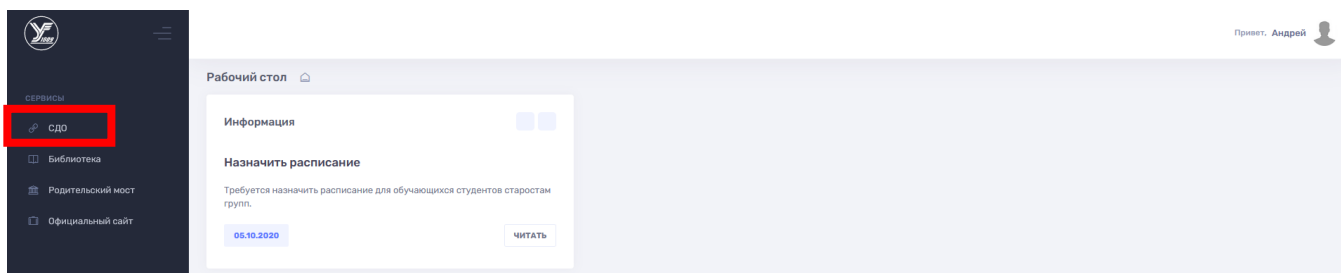 Привет, Андрей
Рабочий стол
СЕРВИСЫ
СДО
Библиотека
Родительский мост
Официальный сайт
Информация
Назначить расписание
Требуется назначить расписание для обучающихся студентов старостам
групп.
05.10.2020
ЧИТАТЬ